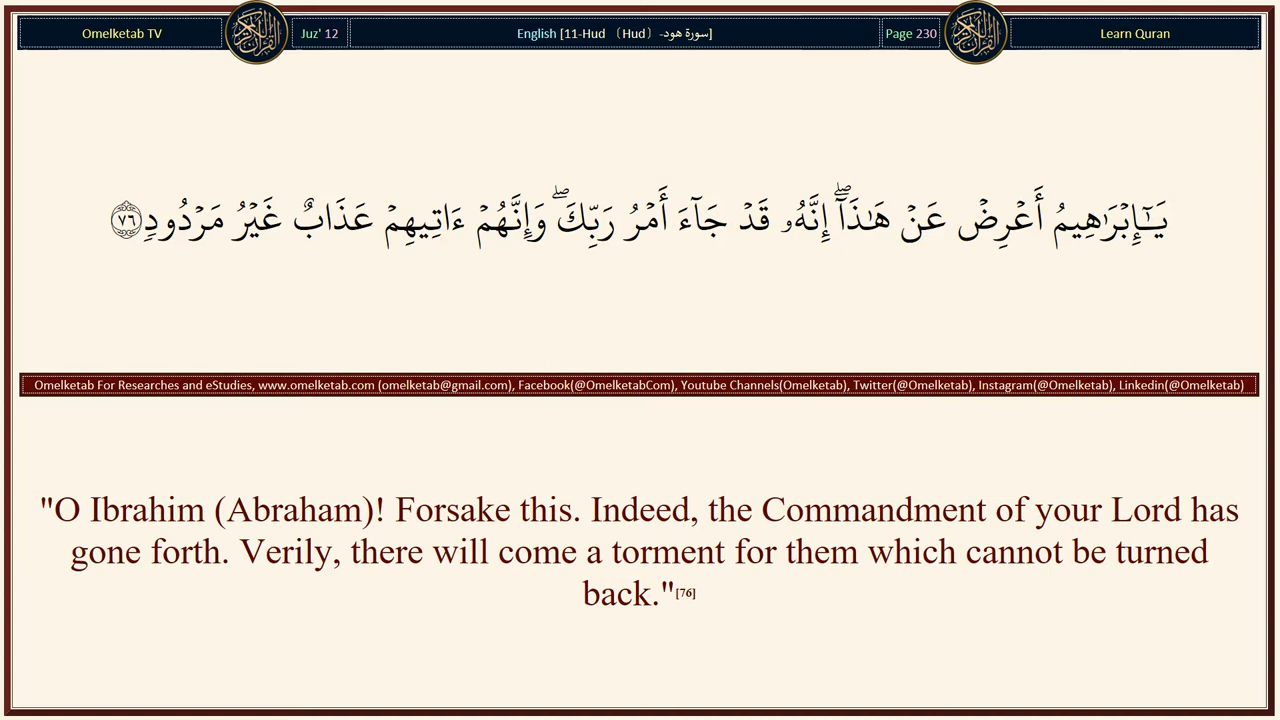 Omelketab TV
Juz' 12
English [11-Hud （Hud） -سورة هود]
Page 230
Learn Quran
يَـٰٓإِبْرَٰهِيمُ أَعْرِضْ عَنْ هَـٰذَآ ۖ إِنَّهُۥ قَدْ جَآءَ أَمْرُ رَبِّكَ ۖ وَإِنَّهُمْ ءَاتِيهِمْ عَذَابٌ غَيْرُ مَرْدُودٍ ٧٦
Omelketab For Researches and eStudies, www.omelketab.com (omelketab@gmail.com), Facebook(@OmelketabCom), Youtube Channels(Omelketab), Twitter(@Omelketab), Instagram(@Omelketab), Linkedin(@Omelketab)
"O Ibrahim (Abraham)! Forsake this. Indeed, the Commandment of your Lord has
gone forth. Verily, there will come a torment for them which cannot be turned
back."[76]